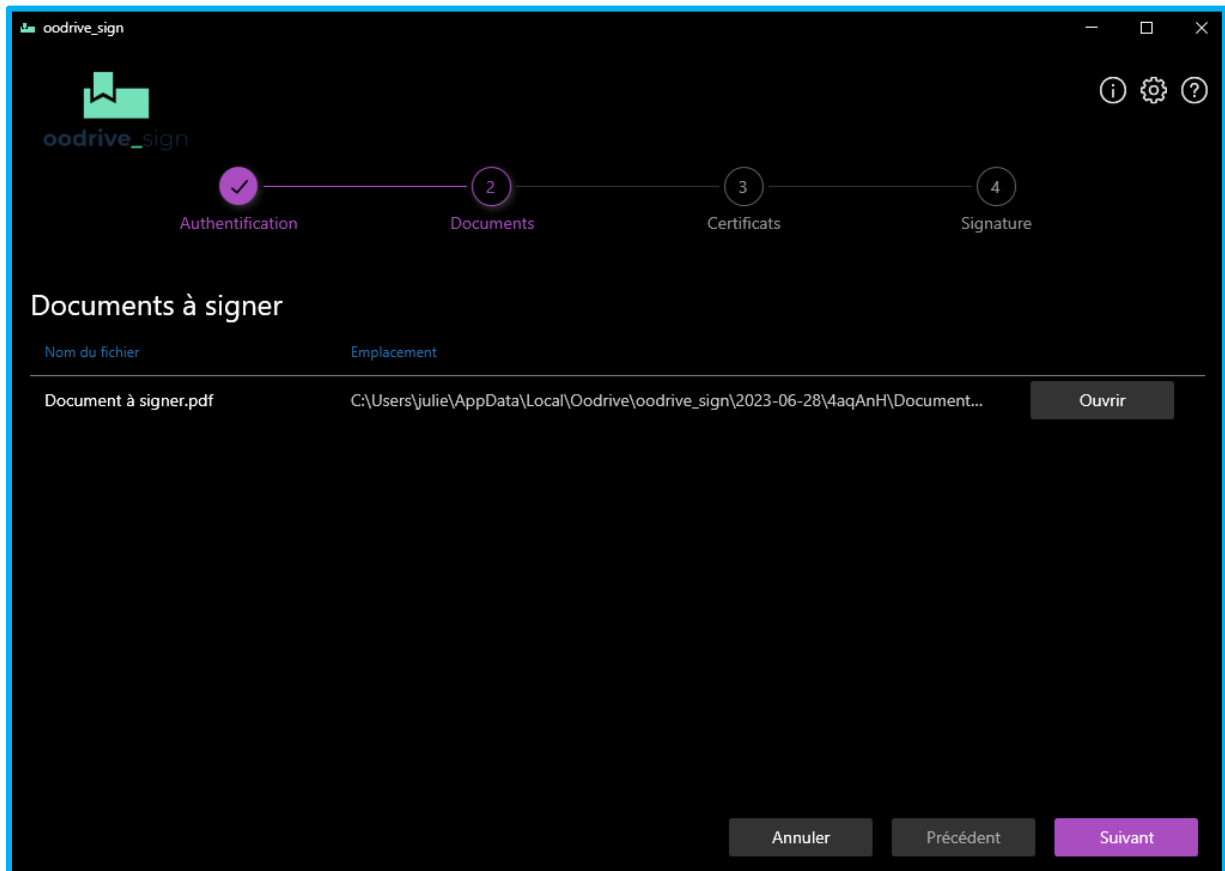 oodrive_sign
oodrive_sign
2 3 4
Authentification Documents Certificats Signature
Documents à signer
Nom du fichier Emplacement
Document à signer.pdf C:\Users\julie\AppData\Local\Oodrive\oodrive_sign\2023-06-28\4aqAnH\Document... Ouvrir
Annuler Précédent Suivant